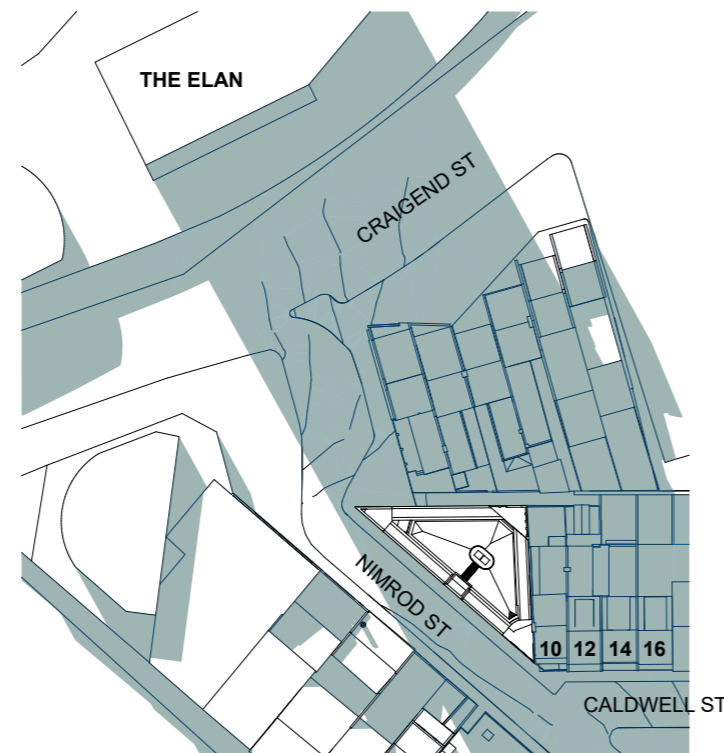 THE ELAN
CRAIGEND ST
NIMROD ST
10 12 14 16
CALDWELL ST